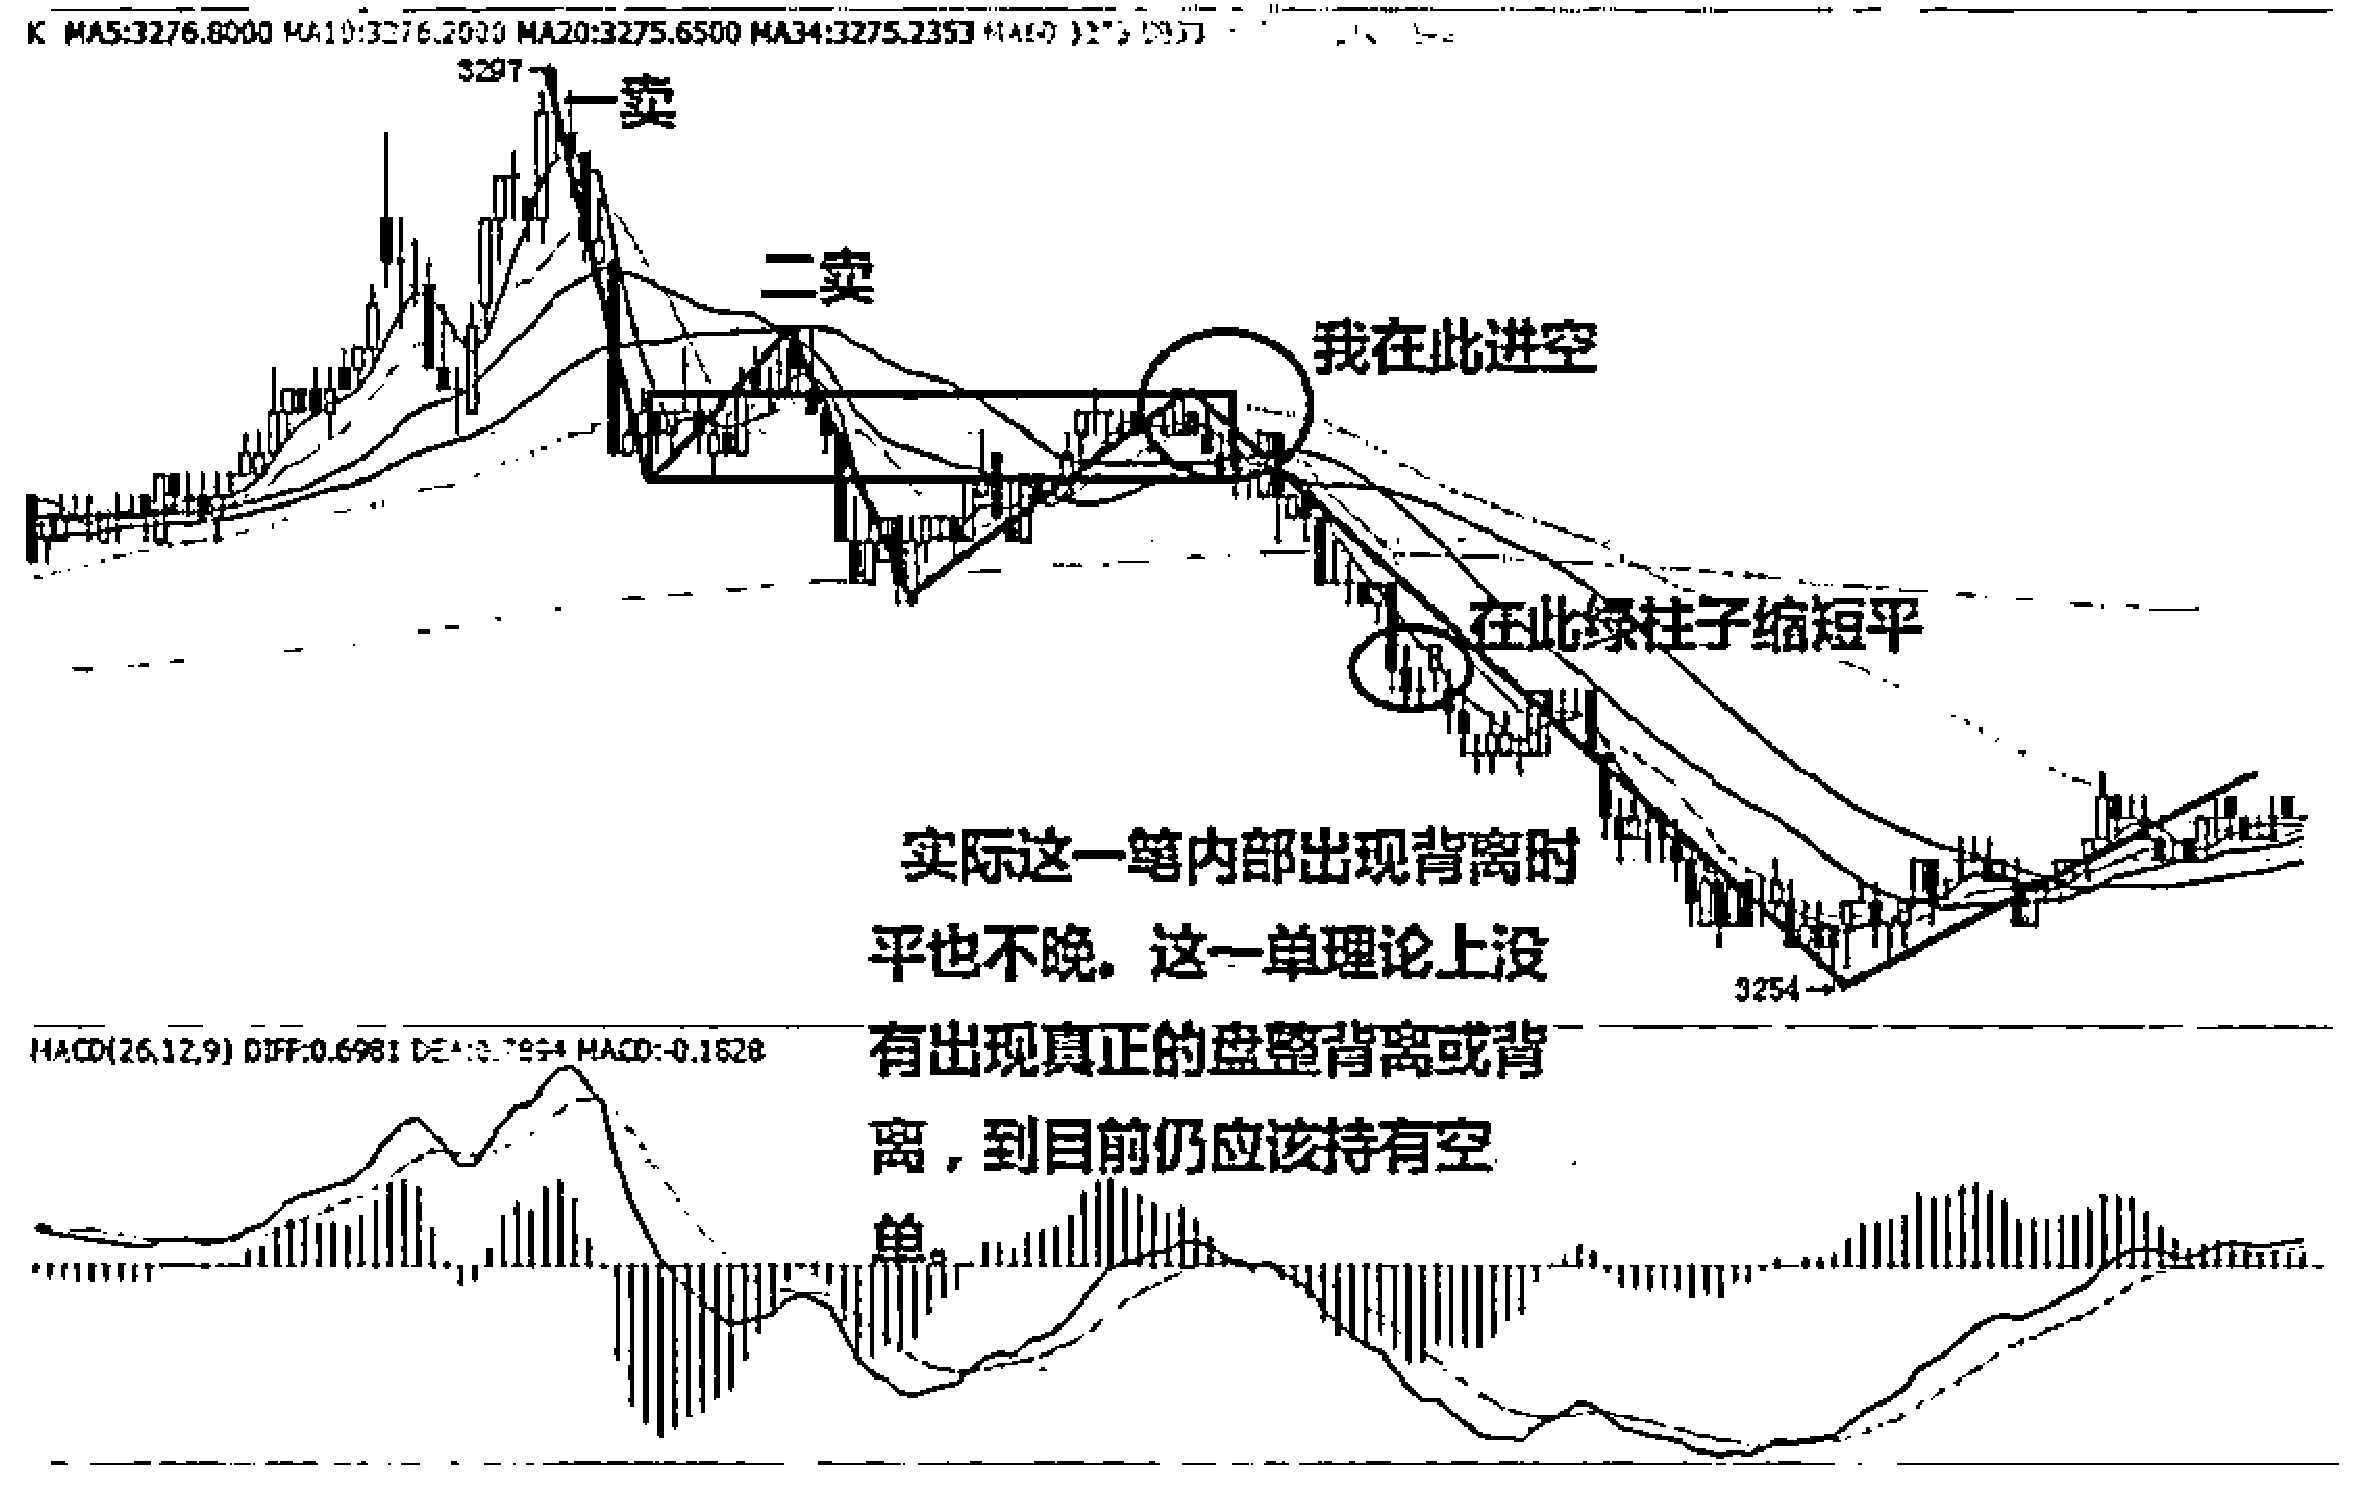 K MA5:3276.8000 MA10:3276.2000 MA20:3275.6500 MA34:3275.2353
3297
一卖
二卖
我在此进空
在此绿柱子缩短平
实际这一笔内部出现背离时
平也不晚。这一单理论上没
有出现真正的盘整背离或背
离，到目前仍应该持有空
单。
3254
MACD(26,12,9) DIFF:0.6981 MACD:-0.1828